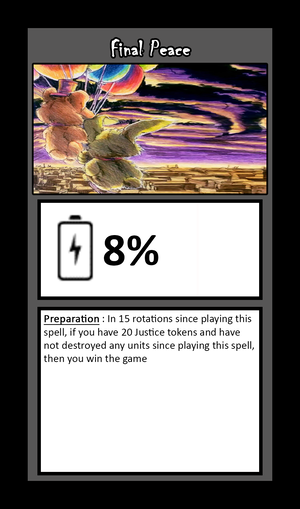 Final Peace
8%
Preparation : In 15 rotations since playing this
spell, if you have 20 Justice tokens and have
not destroyed any units since playing this spell,
then you win the game